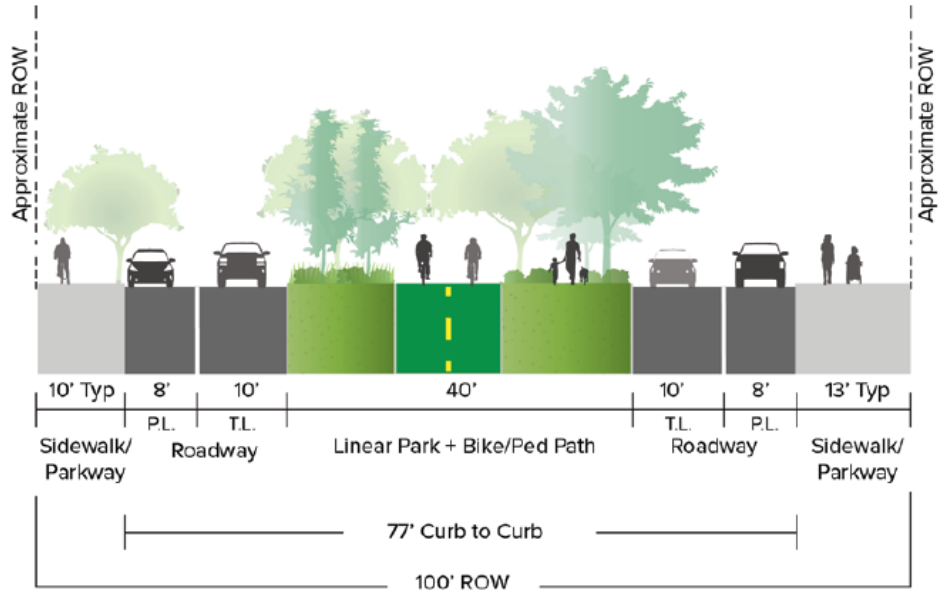 Approximate ROW
Approximate ROW
10' Typ 8' 10' 40' 10' 8' 13' Typ
P.L. T.L. T.L. P.L.
Sidewalk/
Parkway
Roadway
Linear Park + Bike/Ped Path
Roadway
Sidewalk/
Parkway
77' Curb to Curb
100' ROW